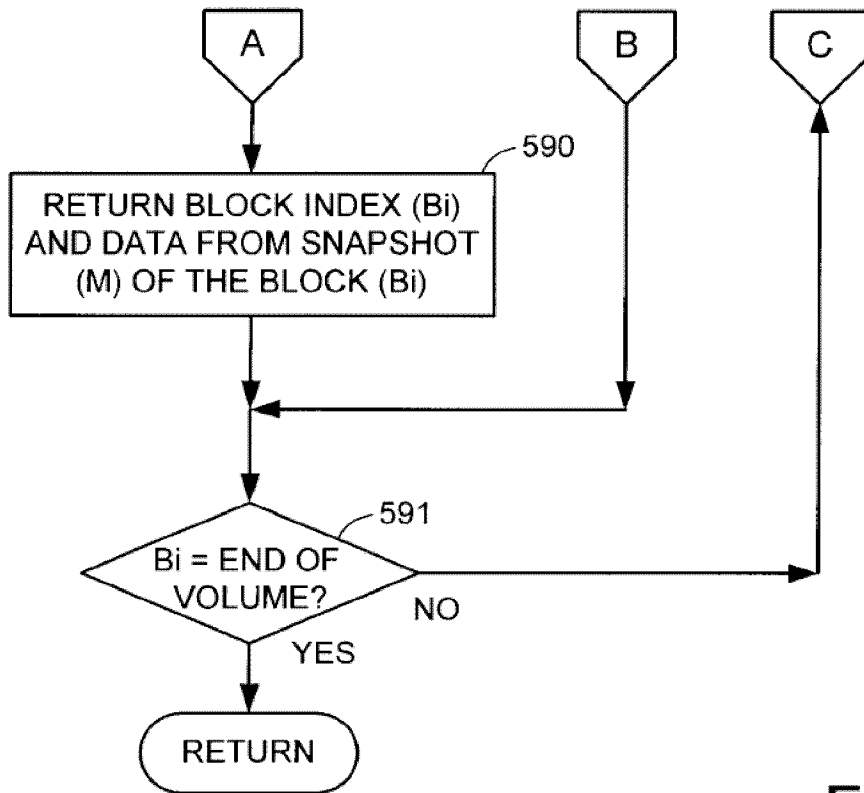 A
B
C
590
RETURN BLOCK INDEX (Bi)
AND DATA FROM SNAPSHOT
(M) OF THE BLOCK (Bi)
591
Bi = END OF
VOLUME?
NO
YES
RETURN